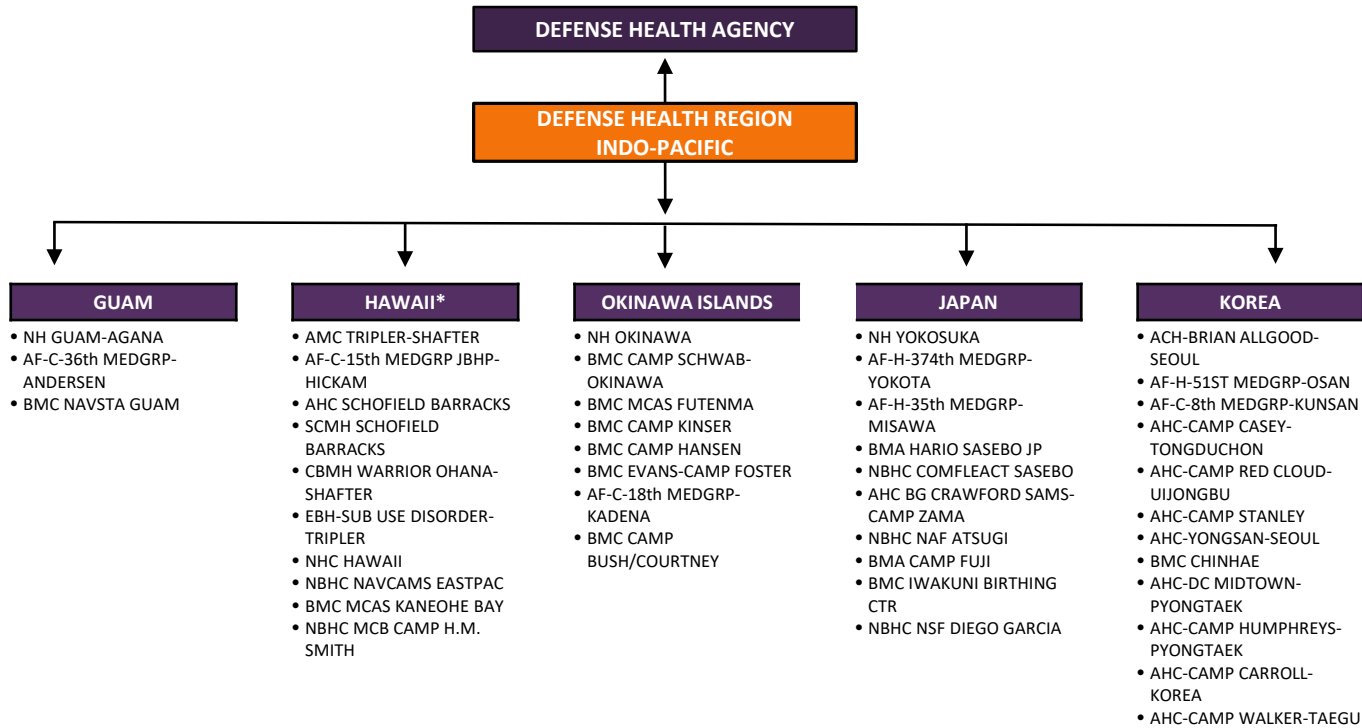 DEFENSE HEALTH AGENCY
DEFENSE HEALTH REGION
INDO-PACIFIC
GUAM
• NH GUAM-AGANA
• AF-C-36th MEDGRP-
ANDERSEN
• BMC NAVSTA GUAM
HAWAII*
• AMC TRIPLER-SHAFTER
• AF-C-15th MEDGRP JBHP-
HICKAM
• AHC SCHOFIELD BARRACKS
• SCMH SCHOFIELD
BARRACKS
• CBMH WARRIOR OHANA-
SHAFTER
• EBH-SUB USE DISORDER-
TRIPLER
• NHC HAWAII
• NBHC NAVCAMS EASTPAC
• BMC MCAS KANEOHE BAY
• NBHC MCB CAMP H.M.
SMITH
OKINAWA ISLANDS
• NH OKINAWA
• BMC CAMP SCHWAB-
OKINAWA
• BMC MCAS FUTENMA
• BMC CAMP KINSER
• BMC CAMP HANSEN
• BMC EVANS-CAMP FOSTER
• AF-C-18th MEDGRP-
KADENA
• BMC CAMP
BUSH/COURTNEY
JAPAN
• NH YOKOSUKA
• AF-H-374th MEDGRP-
YOKOTA
• AF-H-35th MEDGRP-
MISAWA
• BMA HARIO SASEBO JP
• NBHC COMFLEACT SASEBO
• AHC BG CRAWFORD SAMS-
CAMP ZAMA
• NBHC NAF ATSUGI
• BMA CAMP FUJI
• BMC IWAKUNI BIRTHING
CTR
• NBHC NSF DIEGO GARCIA
KOREA
• ACH-BRIAN ALLGOOD-
SEOUL
• AF-H-51ST MEDGRP-OSAN
• AF-C-8th MEDGRP-KUNSAN
• AHC-CAMP CASEY-
TONGDUCHON
• AHC-CAMP RED CLOUD-
UIJONGBU
• AHC-CAMP STANLEY
• AHC-YONGSAN-SEOUL
• BMC CHINHAE
• AHC-DC MIDTOWN-
PYONGTAEK
• AHC-CAMP HUMPHREYS-
PYONGTAEK
• AHC-CAMP CARROLL-
KOREA
• AHC-CAMP WALKER-TAEGU